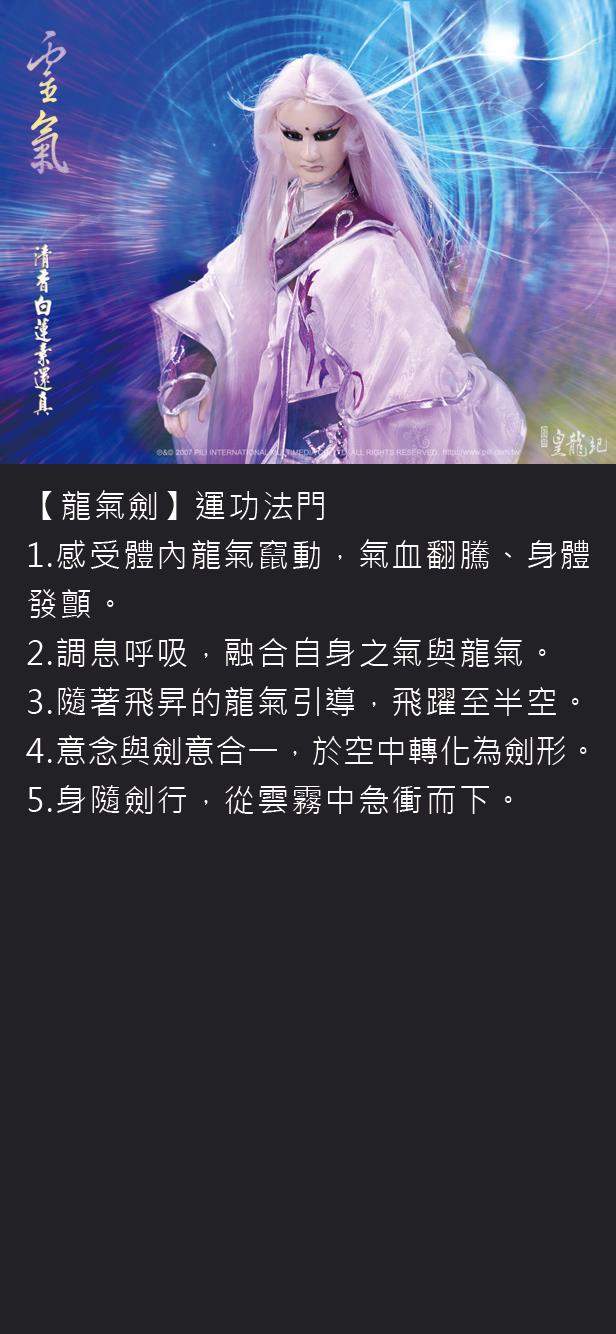 靈氣
清香白蓮素還真
©&® 2007 PILI INTERNATIONAL MULTIMEDIA CO., LTD. ALL RIGHTS RESERVED. http://www.pili.com.tw
皇龍紀
【龍氣劍】運功法門
1.感受體內龍氣竄動，氣血翻騰、身體
發顫。
2.調息呼吸，融合自身之氣與龍氣。
3.隨著飛昇的龍氣引導，飛躍至半空。
4.意念與劍意合一，於空中轉化為劍形。
5.身隨劍行，從雲霧中急衝而下。